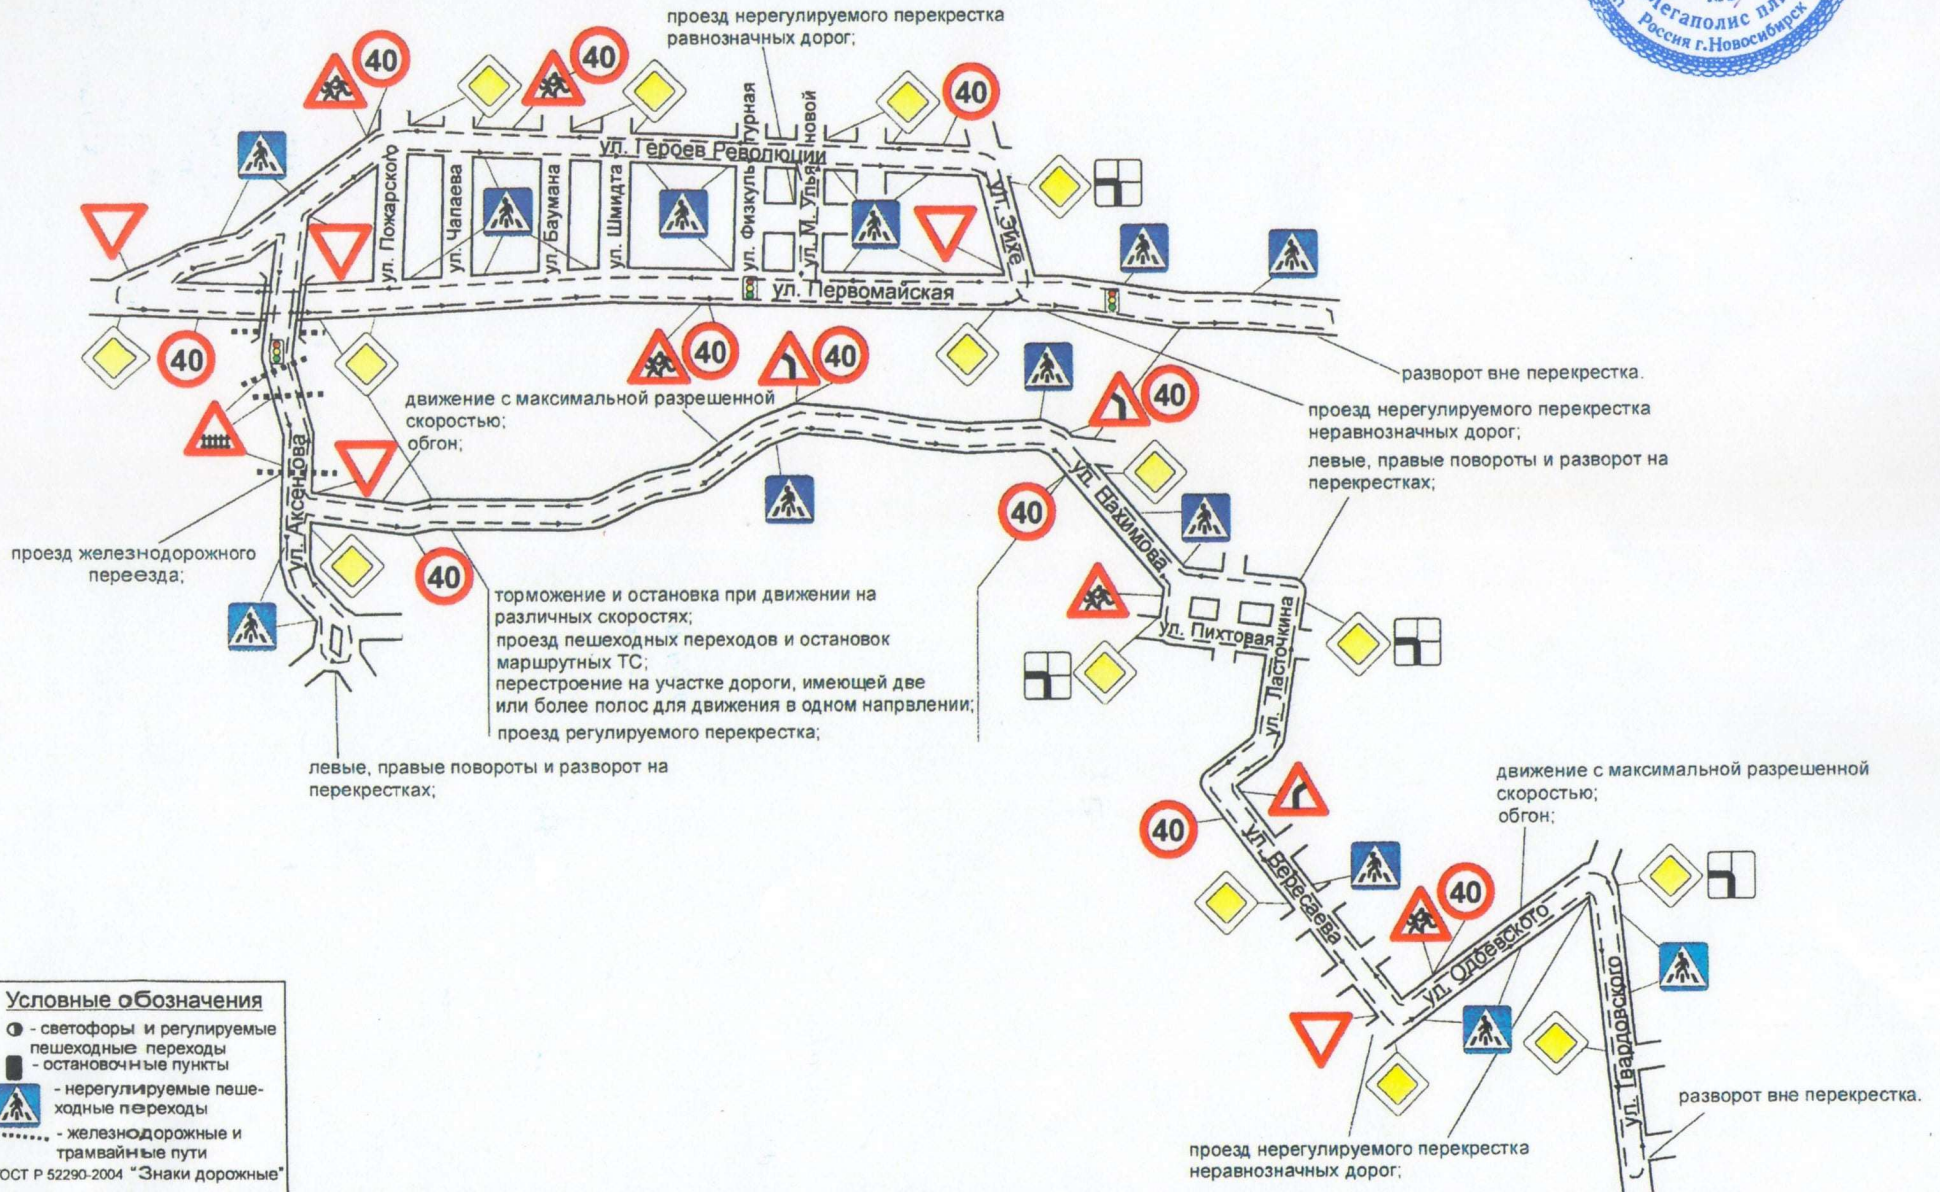 мегаполис
Россия г.Новосибирск
проезд нерегулируемого перекрестка
равнозначных дорог;
40
40
40
ул. Героев Революции
ул. Пожарского
ул. Чапаева
ул. Баумана
ул. Шмидта
ул. Физкультурная
ул. М. Ульяновой
ул. Эйхе
ул. Первомайская
40
40
40
40
разворот вне перекрестка.
проезд нерегулируемого перекрестка
неравнозначных дорог;
левые, правые повороты и разворот на
перекрестках;
движение с максимальной разрешенной
скоростью;
обгон;
ул. Аксенова
ул. Нахимова
40
40
проезд железнодорожного
переезда;
торможение и остановка при движении на
различных скоростях;
проезд пешеходных переходов и остановок
маршрутных ТС;
перестроение на участке дороги, имеющей две
или более полос для движения в одном напрвлении;
проезд регулируемого перекрестка;
ул. Пихтовая
ул. Ласточкина
левые, правые повороты и разворот на
перекрестках;
движение с максимальной разрешенной
скоростью;
обгон;
40
ул. Вересаева
40
ул. Одоевского
ул. Твардовского
разворот вне перекрестка.
проезд нерегулируемого перекрестка
неравнозначных дорог;
Условные обозначения
- светофоры и регулируемые
пешеходные переходы
- остановочные пункты
- нерегулируемые пеше-
ходные переходы
- железнодорожные и
трамвайные пути
ОСТ Р 52290-2004 "Знаки дорожные"